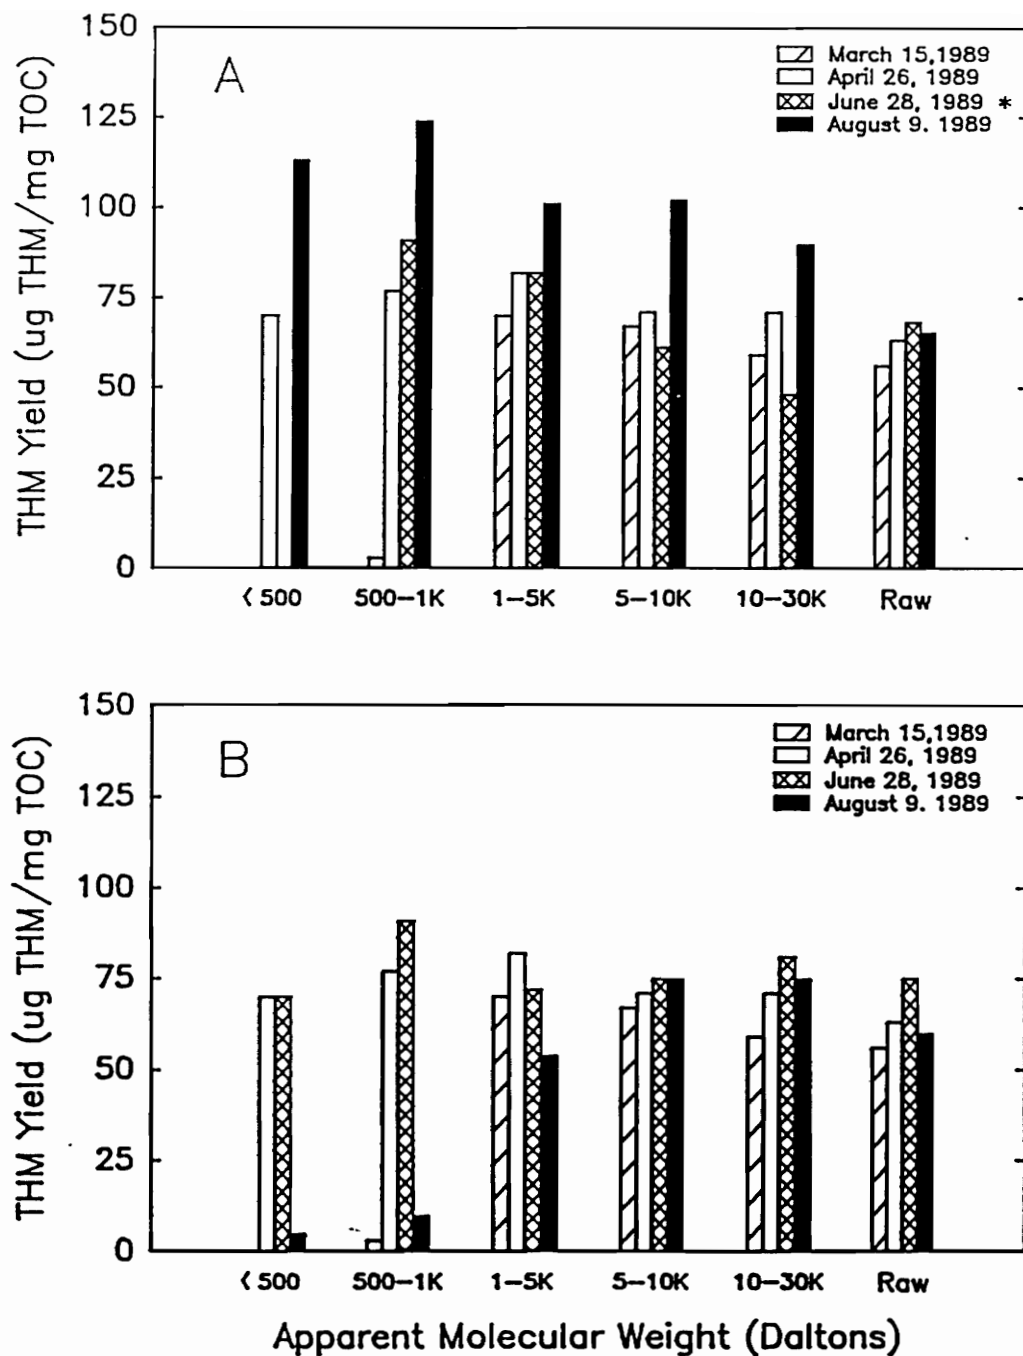 THM Yield (ug THM/mg TOC)
150
125
100
75
50
25
0
A
March 15,1989
April 26, 1989
June 28, 1989 *
August 9. 1989
< 500
500-1K
1-5K
5-10K
10-30K
Raw
THM Yield (ug THM/mg TOC)
150
125
100
75
50
25
0
B
March 15,1989
April 26, 1989
June 28, 1989
August 9. 1989
< 500
500-1K
1-5K
5-10K
10-30K
Raw
Apparent Molecular Weight (Daltons)